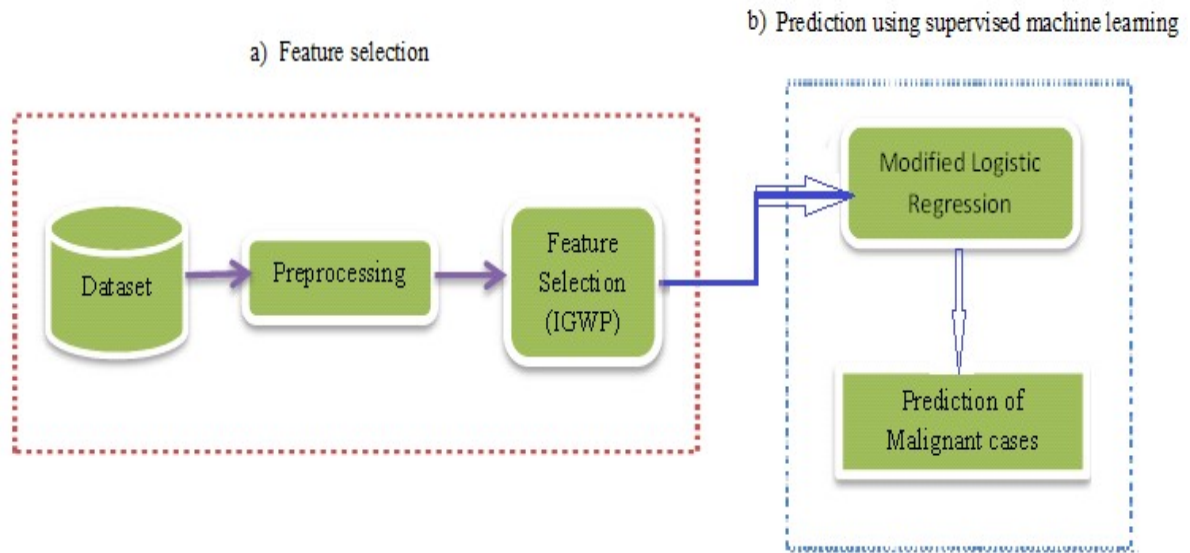 a) Feature selection
b) Prediction using supervised machine learning
Dataset
Preprocessing
Feature
Selection
(IGWP)
Modified Logistic
Regression
Prediction of
Malignant cases